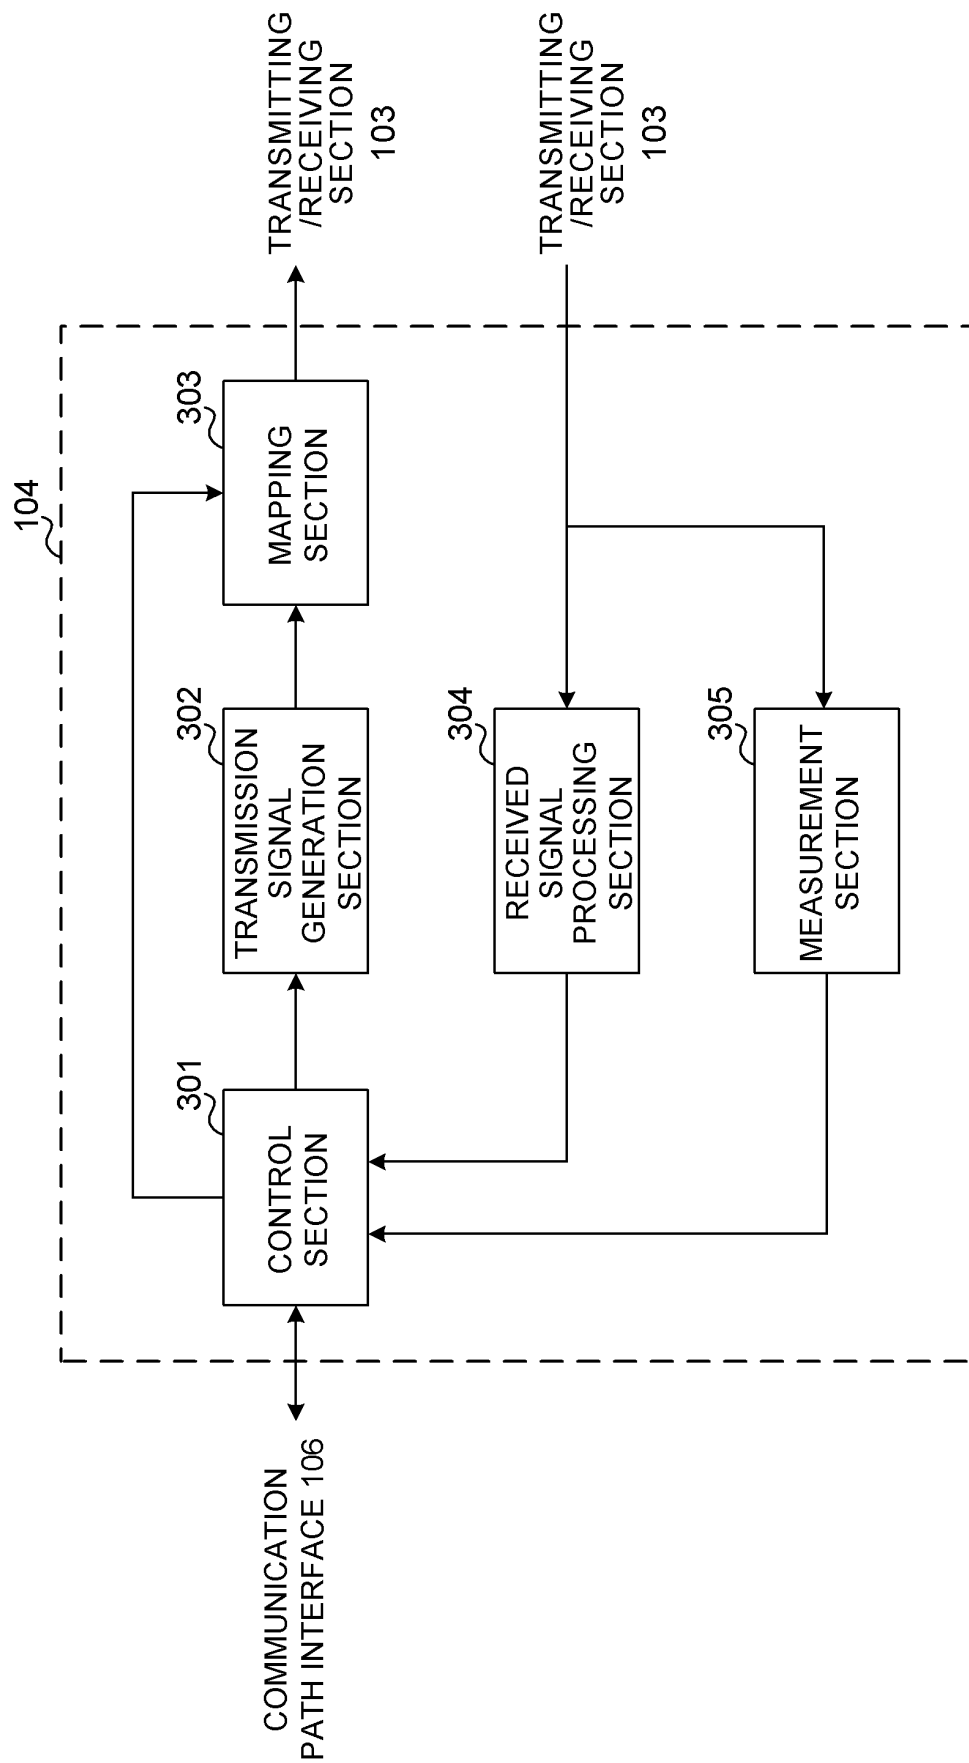 104
COMMUNICATION
PATH INTERFACE 106
301
CONTROL
SECTION
302
TRANSMISSION
SIGNAL
GENERATION
SECTION
303
MAPPING
SECTION
TRANSMITTING
/RECEIVING
SECTION
103
304
RECEIVED
SIGNAL
PROCESSING
SECTION
TRANSMITTING
/RECEIVING
SECTION
103
305
MEASUREMENT
SECTION